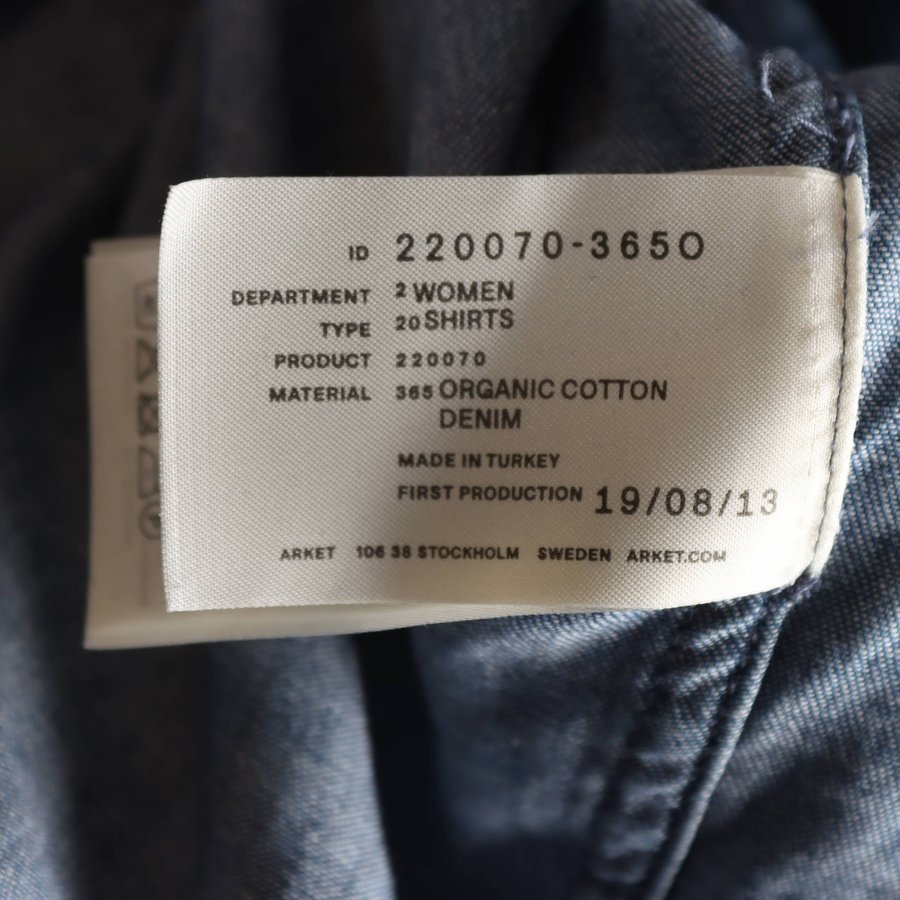 ID 220070-365O
DEPARTMENT 2 WOMEN
TYPE 20 SHIRTS
PRODUCT 220070
MATERIAL 365 ORGANIC COTTON
DENIM
MADE IN TURKEY
FIRST PRODUCTION 19/08/13
ARKET 106 38 STOCKHOLM SWEDEN ARKET.COM